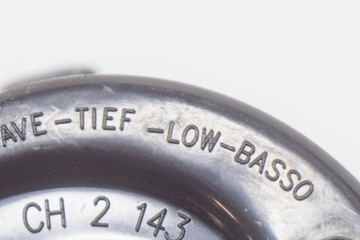 AVE-TIEF-LOW-BASSO
CH 2 143